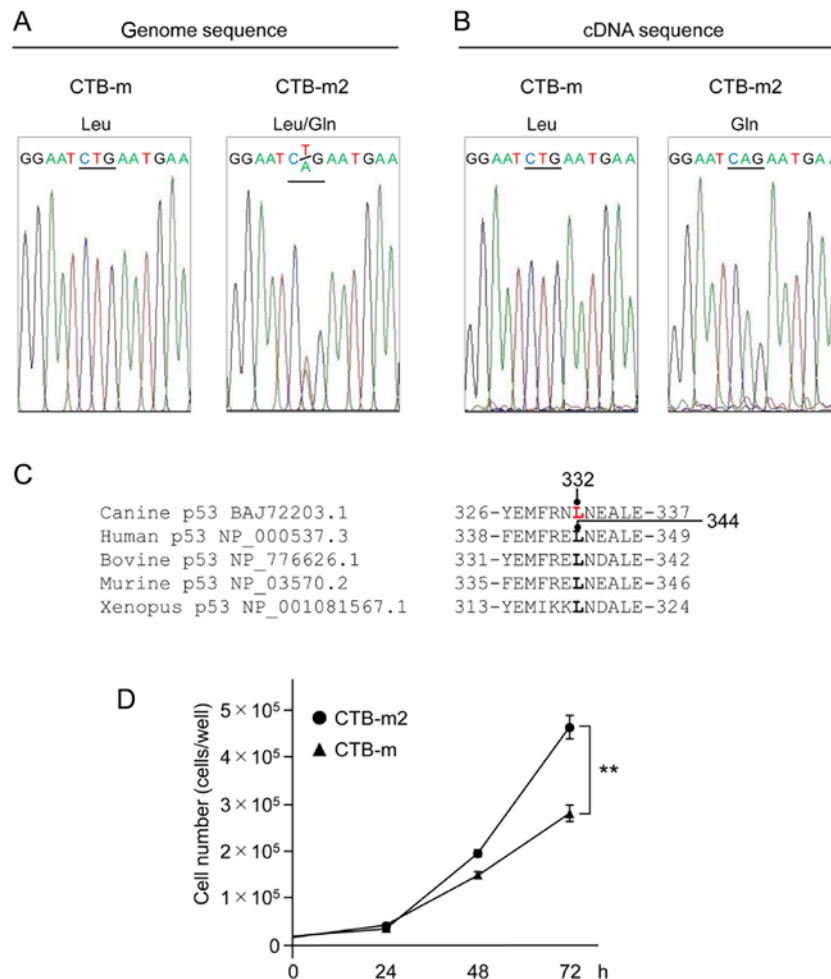 A
Genome sequence
CTB-m
CTB-m2
Leu
Leu/Gln
GGAATCTGAATGAA
GGAATC T/A GAATGAA
B
cDNA sequence
CTB-m
CTB-m2
Leu
Gln
GGAATCTGAATGAA
GGAATCAGAATGAA
C
332
Canine p53 BAJ72203.1 326-YEMFRNLNEALE-337
344
Human p53 NP_000537.3 338-FEMFRELNEALE-349
Bovine p53 NP_776626.1 331-YEMFRELNDALE-342
Murine p53 NP_03570.2 335-FEMFRELNEALE-346
Xenopus p53 NP_001081567.1 313-YEMIKKLNDALE-324
D
Cell number (cells/well)
5×10⁵
4×10⁵
3×10⁵
2×10⁵
1×10⁵
0
CTB-m2
CTB-m
**
0 24 48 72 h